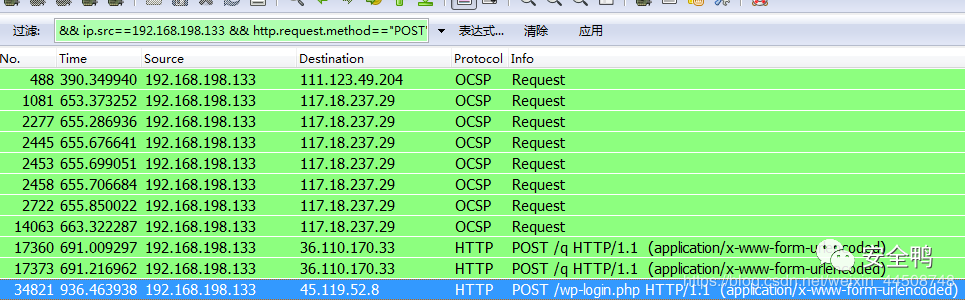 过滤: && ip.src==192.168.198.133 && http.request.method=="POST" 表达式... 清除 应用
No. Time Source Destination Protocol Info
488 390.349940 192.168.198.133 111.123.49.204 OCSP Request
1081 653.373252 192.168.198.133 117.18.237.29 OCSP Request
2277 655.286936 192.168.198.133 117.18.237.29 OCSP Request
2445 655.676641 192.168.198.133 117.18.237.29 OCSP Request
2453 655.699051 192.168.198.133 117.18.237.29 OCSP Request
2458 655.706684 192.168.198.133 117.18.237.29 OCSP Request
2722 655.850022 192.168.198.133 117.18.237.29 OCSP Request
14063 663.322287 192.168.198.133 117.18.237.29 OCSP Request
17360 691.009297 192.168.198.133 36.110.170.33 HTTP POST /q HTTP/1.1 (application/x-www-form-urlencoded)
17373 691.216962 192.168.198.133 36.110.170.33 HTTP POST /q HTTP/1.1 (application/x-www-form-urlencoded)
34821 936.463938 192.168.198.133 45.119.52.8 HTTP POST /wp-login.php HTTP/1.1 (application/x-www-form-urlencoded)
安全鸭
https://blog.csdn.net/weixin_44508748